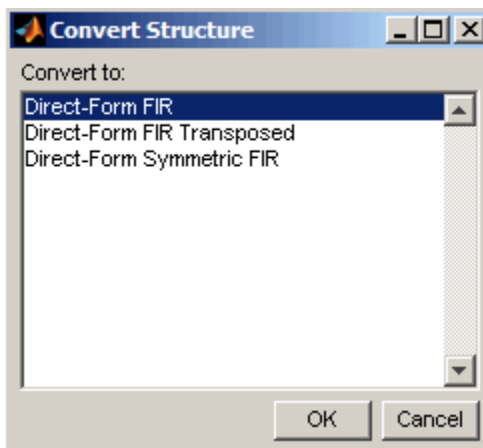 Convert Structure
Convert to:
Direct-Form FIR
Direct-Form FIR Transposed
Direct-Form Symmetric FIR
OK Cancel